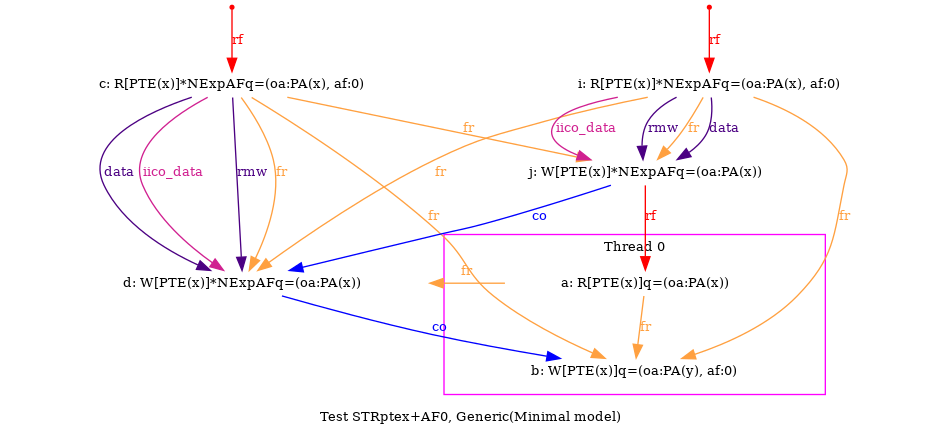 rf rf
c: R[PTE(x)]*NExpAFq=(oa:PA(x), af:0) i: R[PTE(x)]*NExpAFq=(oa:PA(x), af:0)
fr iico_data rmw fr data
data iico_data rmw fr fr j: W[PTE(x)]*NExpAFq=(oa:PA(x))
fr co rf fr
Thread 0
fr
d: W[PTE(x)]*NExpAFq=(oa:PA(x)) a: R[PTE(x)]q=(oa:PA(x))
co fr
b: W[PTE(x)]q=(oa:PA(y), af:0)
Test STRptex+AF0, Generic(Minimal model)